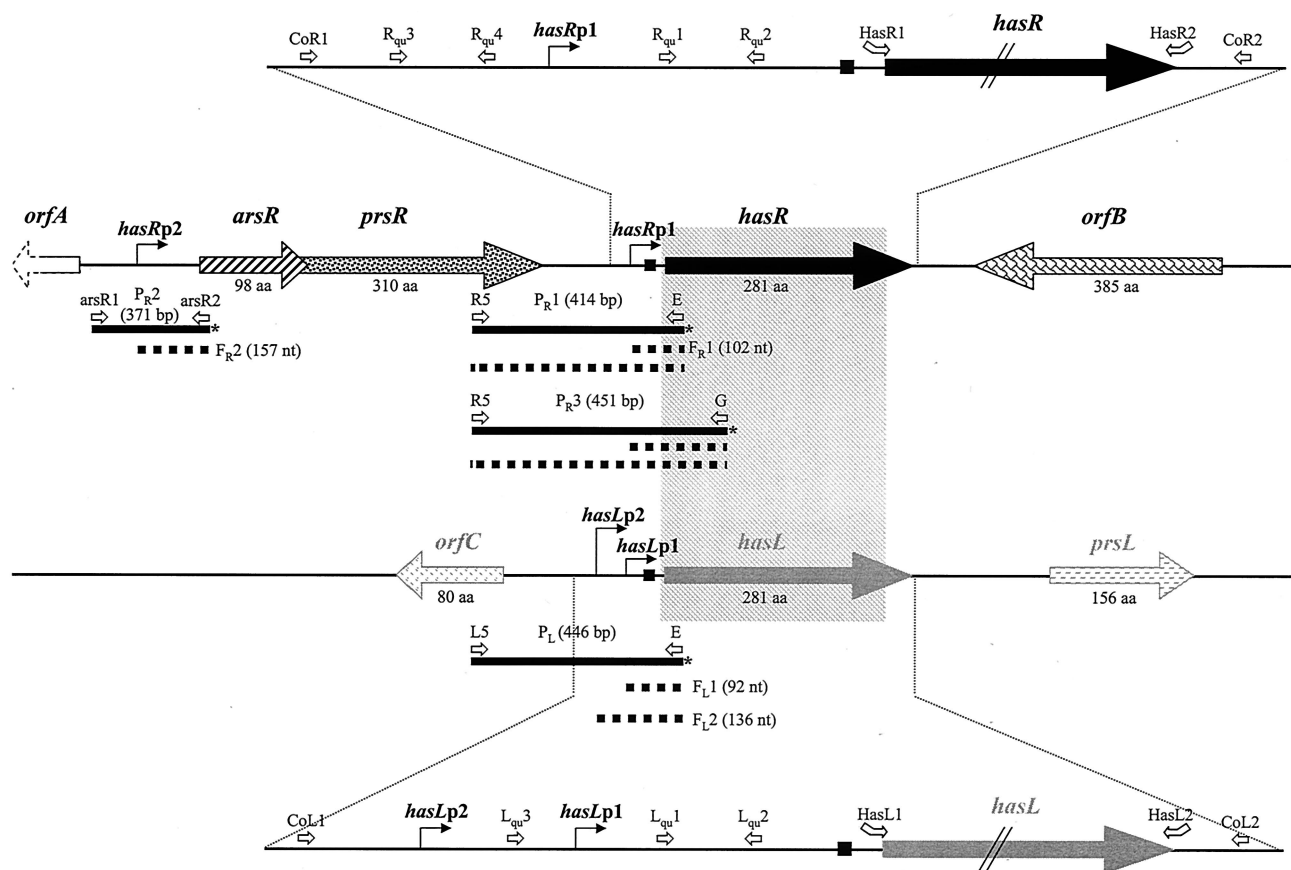 CoR1 Rqu3 Rqu4 hasRp1 Rqu1 Rqu2 HasR1 hasR HasR2 CoR2
orfA hasRp2 arsR prsR hasRp1 hasR orfB
98 aa 310 aa 281 aa 385 aa
arsR1 PR2 (371 bp) arsR2 *
FR2 (157 nt)
R5 PR1 (414 bp) E *
FR1 (102 nt)
R5 PR3 (451 bp) G *
orfC hasLp2 hasLp1 hasL prsL
80 aa 281 aa 156 aa
L5 PL (446 bp) E *
FL1 (92 nt)
FL2 (136 nt)
CoL1 hasLp2 Lqu3 hasLp1 Lqu1 Lqu2 HasL1 hasL HasL2 CoL2